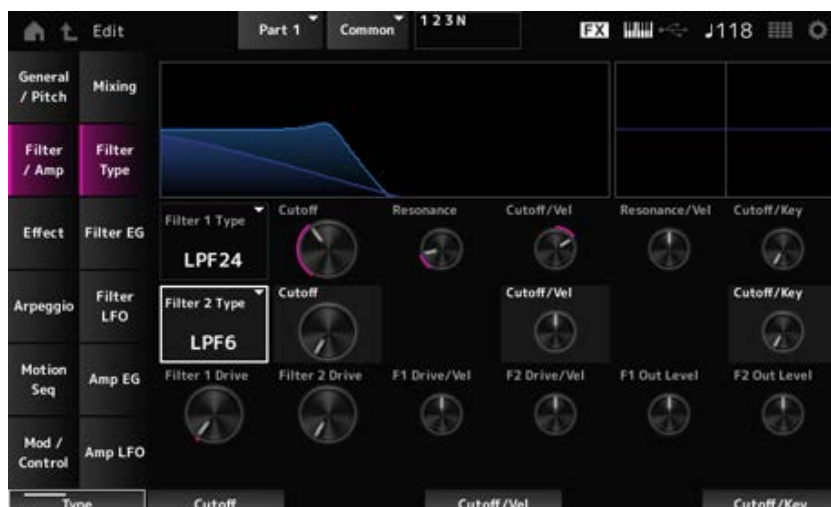 Edit
Part 1
Common
1 2 3 N
FX
♩118
General
/ Pitch
Mixing
Filter
/ Amp
Filter
Type
Effect
Filter EG
Arpeggio
Filter
LFO
Motion
Seq
Amp EG
Mod /
Control
Amp LFO
Filter 1 Type
LPF24
Cutoff
Resonance
Cutoff/Vel
Resonance/Vel
Cutoff/Key
Filter 2 Type
LPF6
Cutoff
Cutoff/Vel
Cutoff/Key
Filter 1 Drive
Filter 2 Drive
F1 Drive/Vel
F2 Drive/Vel
F1 Out Level
F2 Out Level
Type
Cutoff
Cutoff/Vel
Cutoff/Key